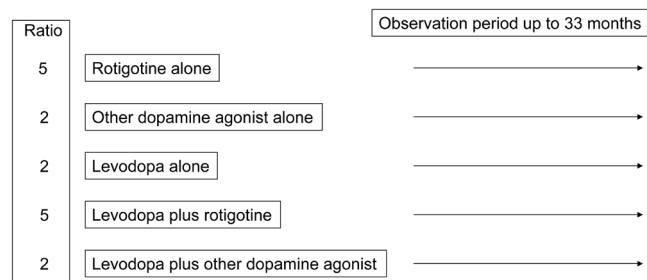 Observation period up to 33 months
Ratio
5 Rotigotine alone
2 Other dopamine agonist alone
2 Levodopa alone
5 Levodopa plus rotigotine
2 Levodopa plus other dopamine agonist